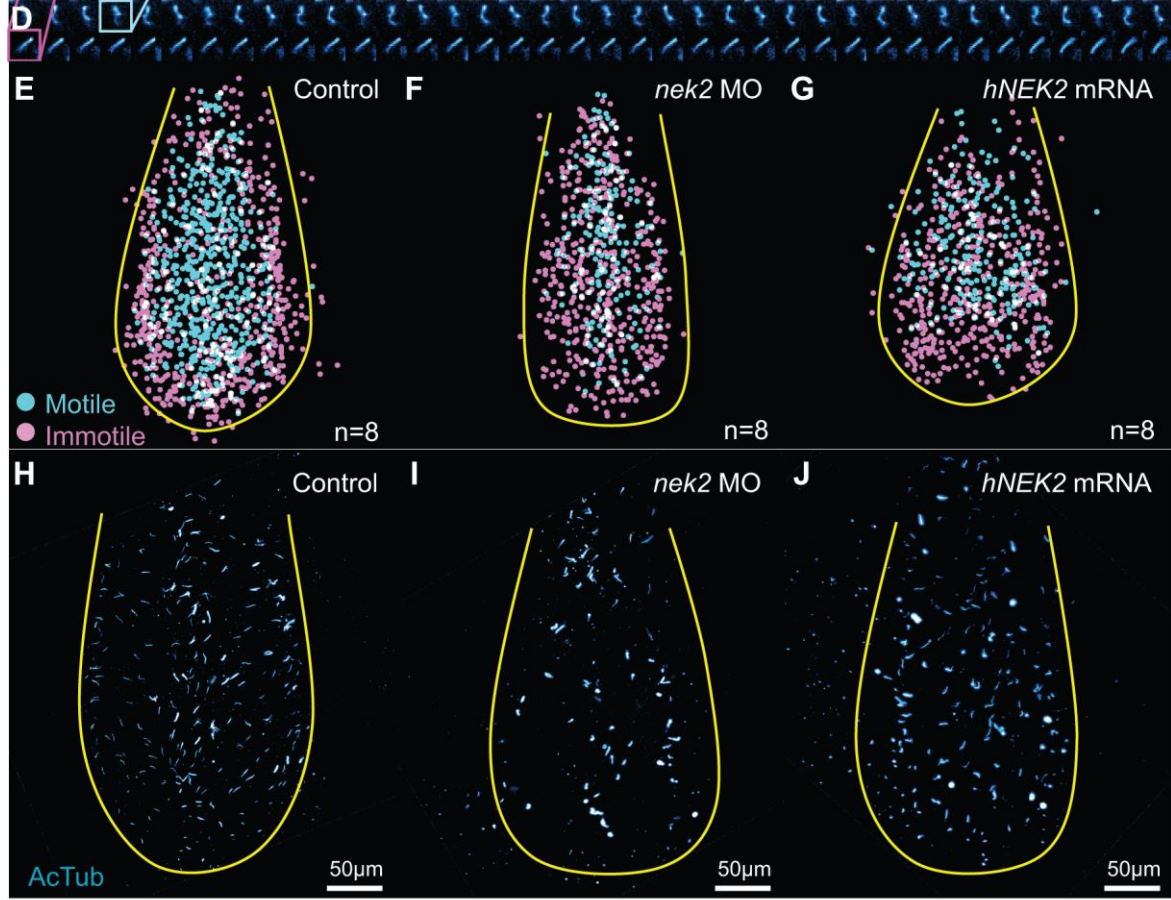 D
E Control
F nek2 MO
G hNEK2 mRNA
Motile
Immotile
n=8
n=8
n=8
H Control
I nek2 MO
J hNEK2 mRNA
AcTub
50µm
50µm
50µm